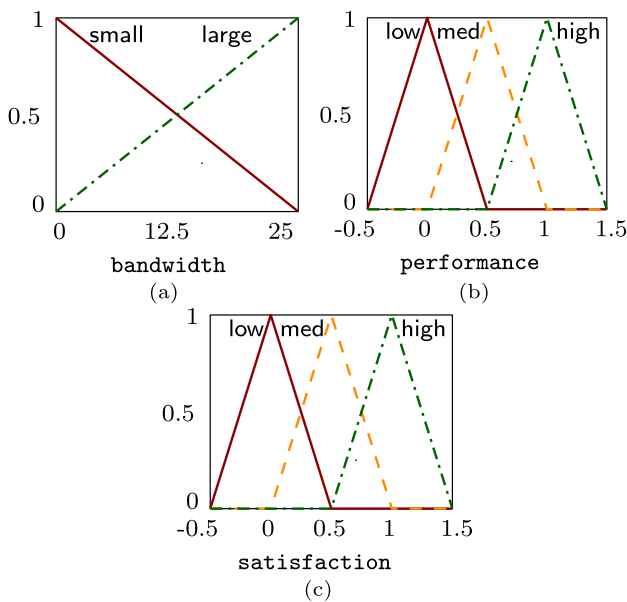 1 small large
0.5
0
0 12.5 25
bandwidth
(a)
1 low med high
0.5
0
-0.5 0 0.5 1 1.5
performance
(b)
1 low med high
0.5
0
-0.5 0 0.5 1 1.5
satisfaction
(c)